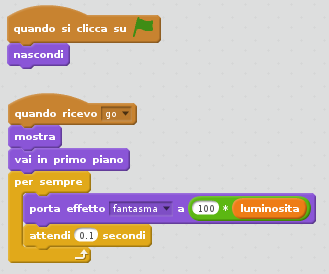 quando si clicca su
nascondi
quando ricevo go
mostra
vai in primo piano
per sempre
porta effetto fantasma a 100 * luminosita
attendi 0.1 secondi